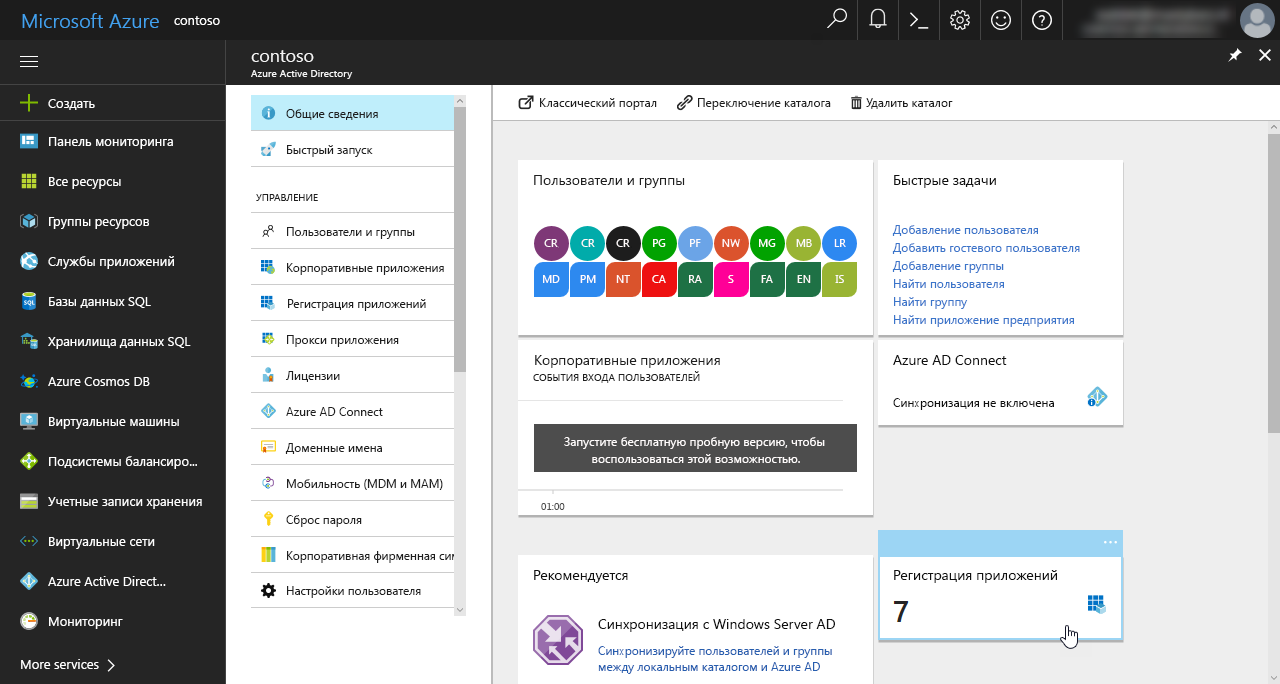 Microsoft Azure contoso
contoso
Azure Active Directory
Создать
Панель мониторинга
Все ресурсы
Группы ресурсов
Службы приложений
Базы данных SQL
Хранилища данных SQL
Azure Cosmos DB
Виртуальные машины
Подсистемы балансиро...
Учетные записи хранения
Виртуальные сети
Azure Active Direct...
Мониторинг
More services
Общие сведения
Быстрый запуск
УПРАВЛЕНИЕ
Пользователи и группы
Корпоративные приложения
Регистрация приложений
Прокси приложения
Лицензии
Azure AD Connect
Доменные имена
Мобильность (MDM и MAM)
Сброс пароля
Корпоративная фирменная сим
Настройки пользователя
Классический портал Переключение каталога Удалить каталог
Пользователи и группы
CR CR CR PG PF NW MG MB LR
MD PM NT CA RA S FA EN IS
Быстрые задачи
Добавление пользователя
Добавить гостевого пользователя
Добавление группы
Найти пользователя
Найти группу
Найти приложение предприятия
Корпоративные приложения
СОБЫТИЯ ВХОДА ПОЛЬЗОВАТЕЛЕЙ
Запустите бесплатную пробную версию, чтобы
воспользоваться этой возможностью.
01:00
Azure AD Connect
Синхронизация не включена
Рекомендуется
Синхронизация с Windows Server AD
Синхронизируйте пользователей и группы
между локальным каталогом и Azure AD
Регистрация приложений
7